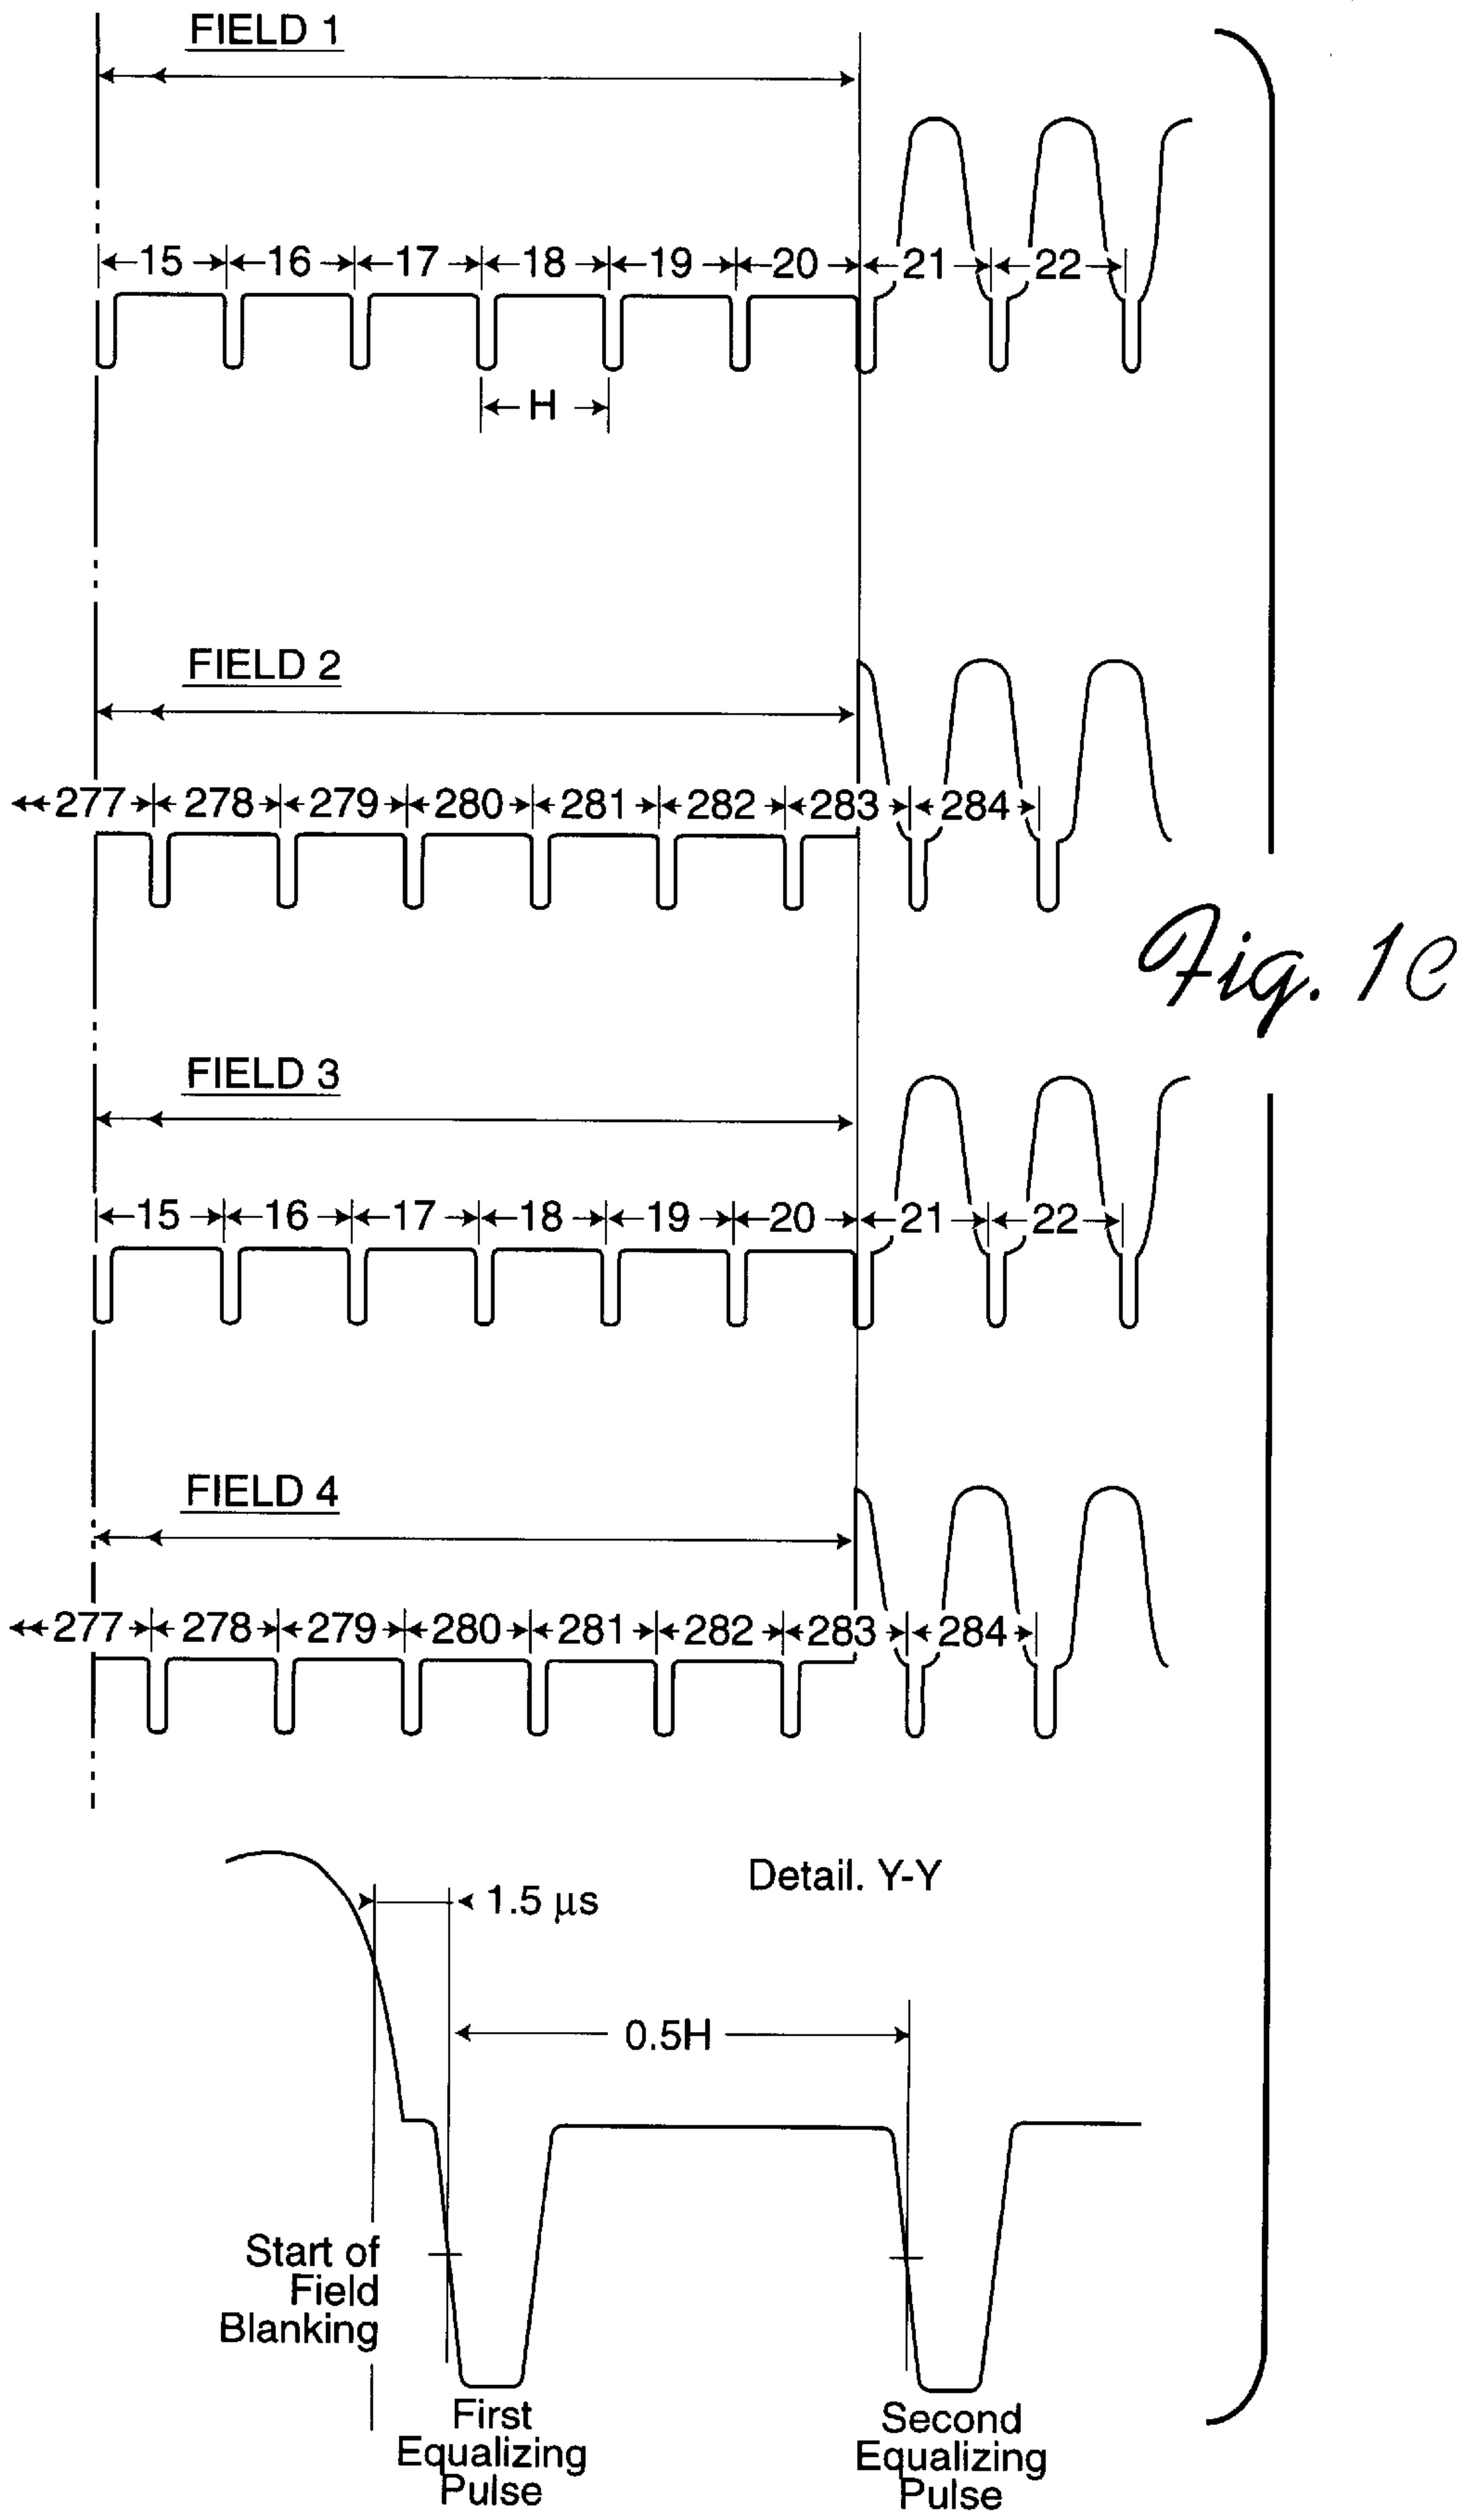 FIELD 1
15 16 17 18 19 20 21 22
H
FIELD 2
277 278 279 280 281 282 283 284
Fig. 1C
FIELD 3
15 16 17 18 19 20 21 22
FIELD 4
277 278 279 280 281 282 283 284
Detail. Y-Y
1.5 μs
0.5H
Start of
Field
Blanking
First
Equalizing
Pulse
Second
Equalizing
Pulse